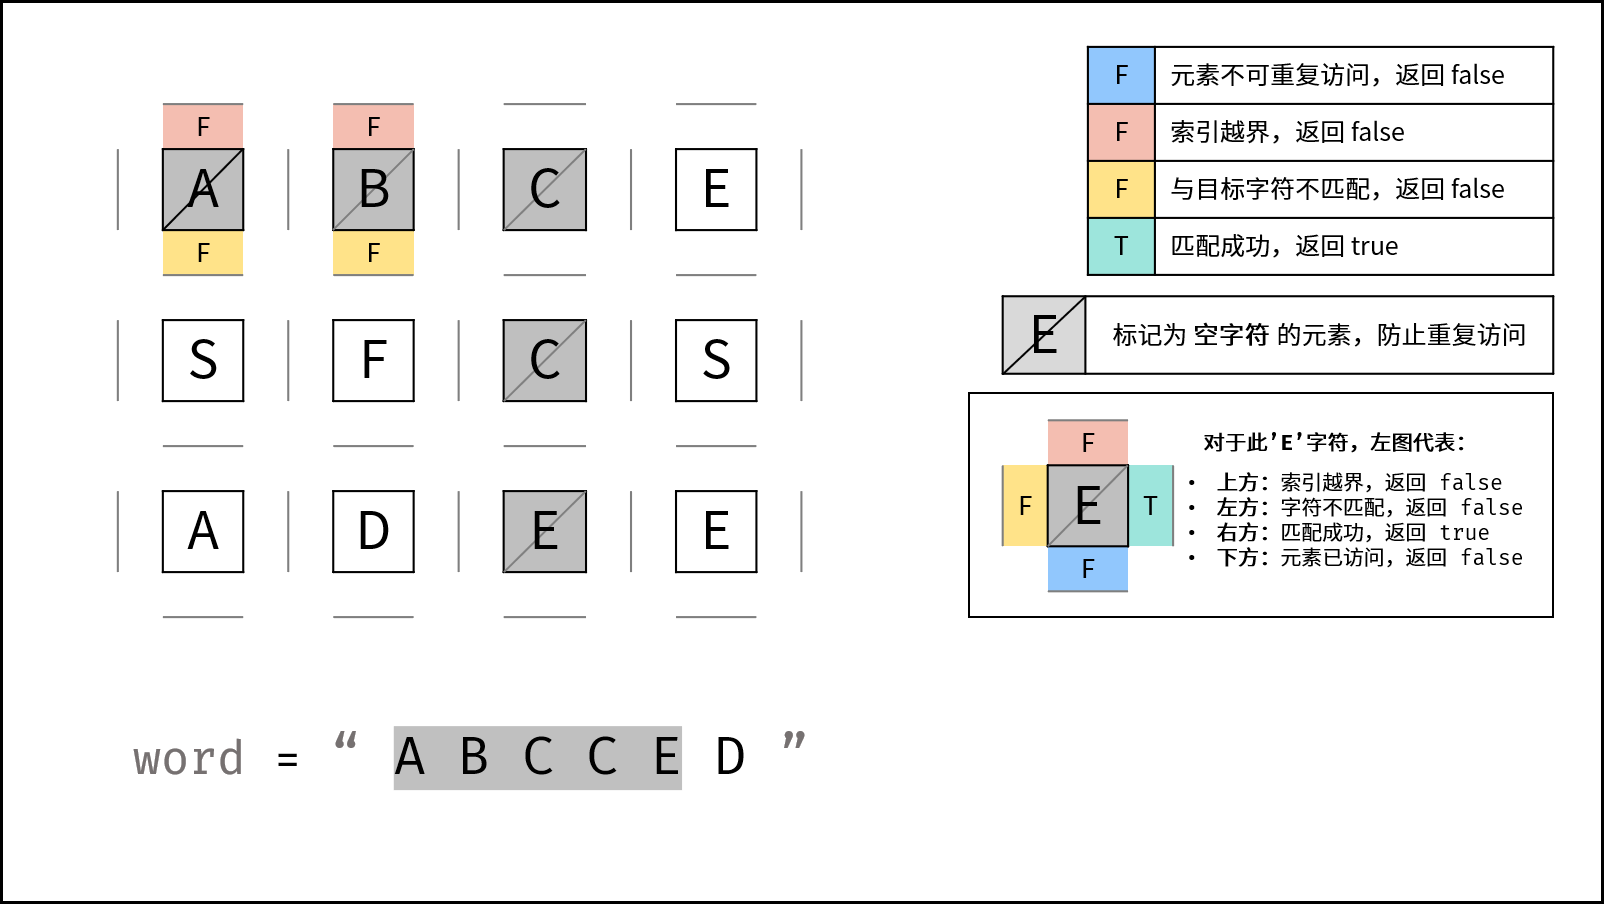 F F
A B C E
F F
S F C S
A D E E
word = “ A B C C E D ”
F 元素不可重复访问，返回 false
F 索引越界，返回 false
F 与目标字符不匹配，返回 false
T 匹配成功，返回 true
E 标记为 空字符 的元素，防止重复访问
F
F E T
F
对于此'E'字符，左图代表：
• 上方：索引越界，返回 false
• 左方：字符不匹配，返回 false
• 右方：匹配成功，返回 true
• 下方：元素已访问，返回 false